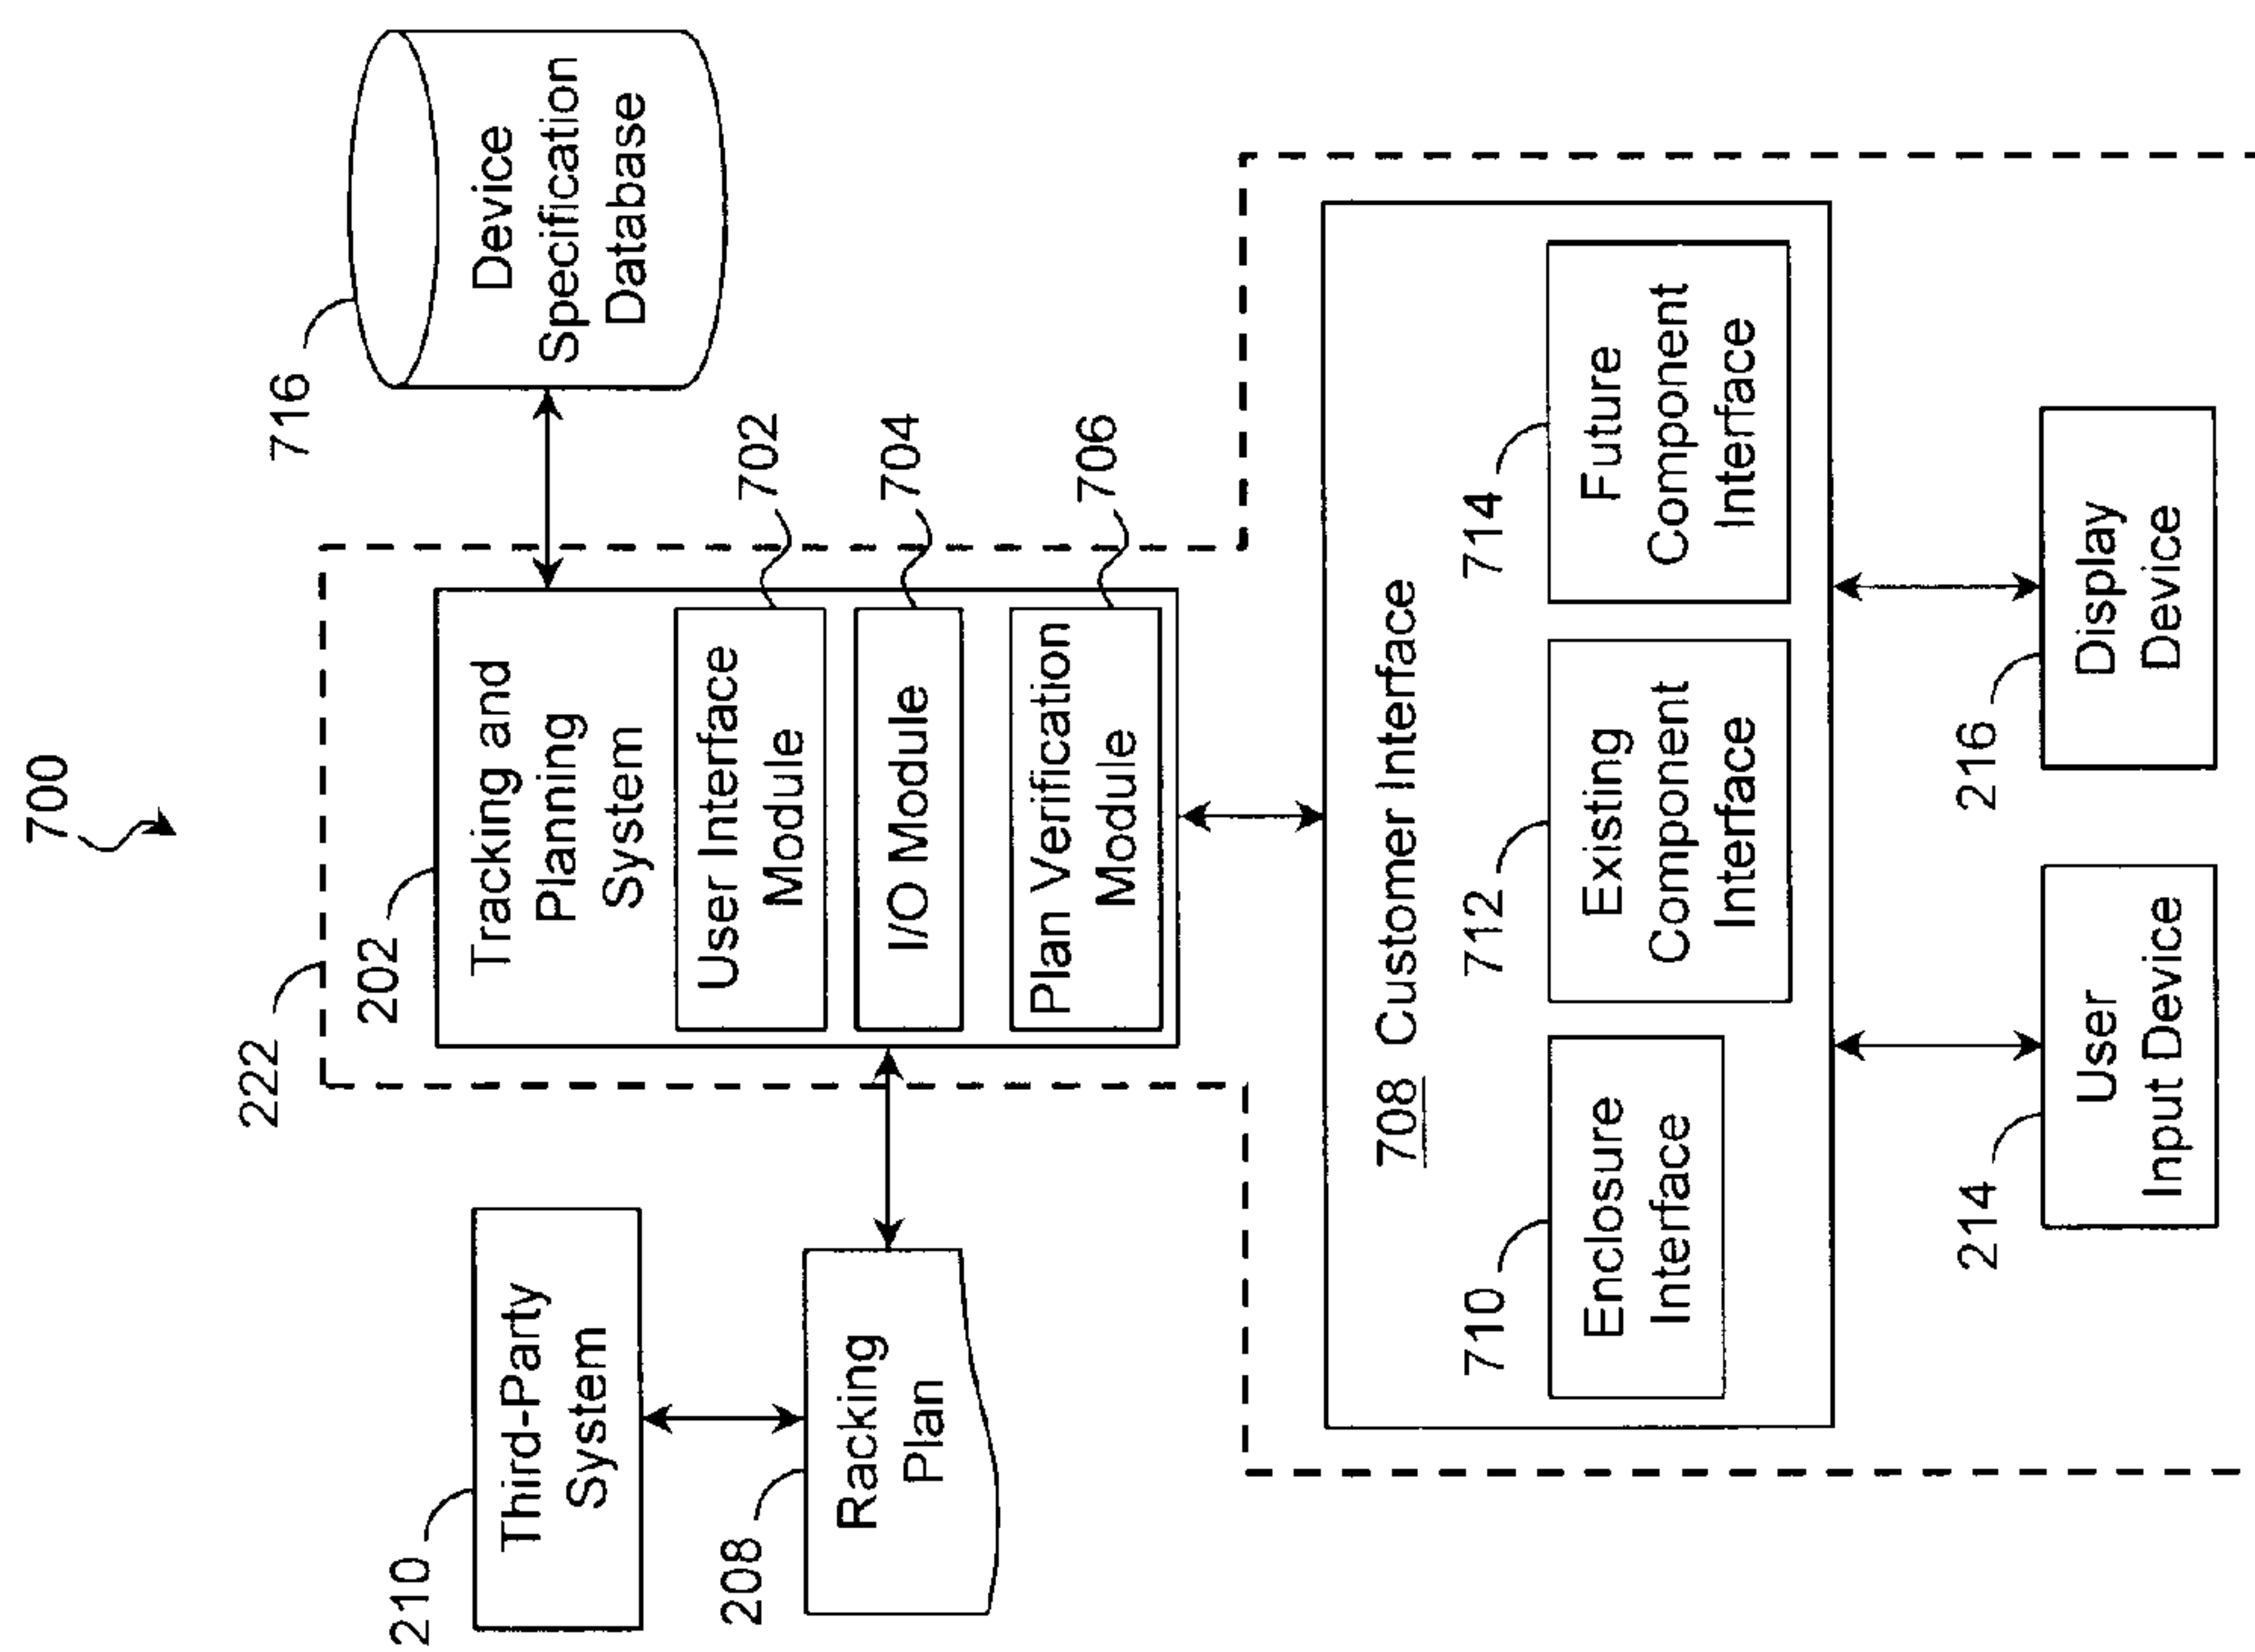 700
222
202
Tracking and
Planning
System
User Interface
Module
702
I/O Module
704
Plan Verification
Module
706
716
Device
Specification
Database
210
Third-Party
System
208
Racking
Plan
708 Customer Interface
710
Enclosure
Interface
712
Existing
Component
Interface
714
Future
Component
Interface
214
User
Input Device
216
Display
Device